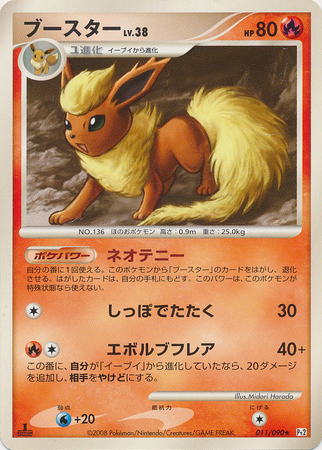 ブースター LV.38 HP 80
1進化 イーブイから進化
NO.136 ほのおポケモン 高さ：0.9m 重さ：25.0kg
ポケパワー ネオテニー
自分の番に1回使える。このポケモンから「ブースター」のカードをはがし、退化
させる。はがしたカードは、自分の手札にもどす。このパワーは、このポケモンが
特殊状態なら使えない。
しっぽでたたく 30
エボルブフレア 40+
この番に、自分が「イーブイ」から進化していたなら、20ダメージ
を追加し、相手をやけどにする。
Illus.Midori Harada
弱点 抵抗力 にげる
+20
1
©2008 Pokémon/Nintendo/Creatures/GAME FREAK. 011/090★ Pt2